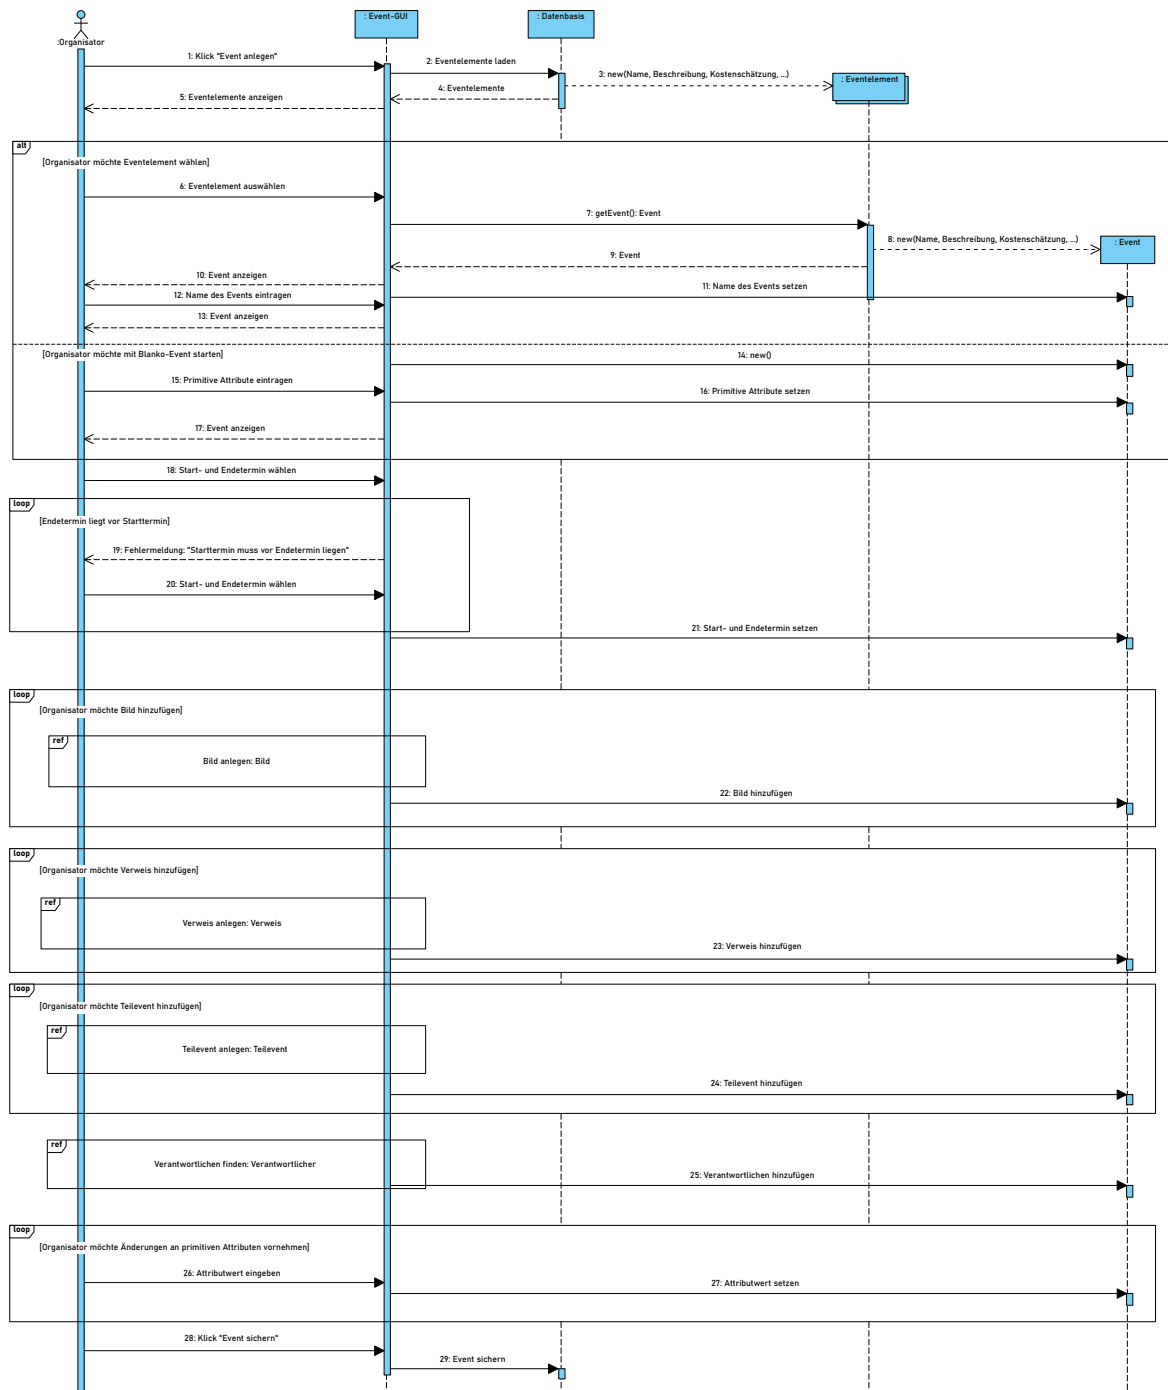 : Event-GUI
: Datenbasis
:Organisator
1: Klick "Event anlegen"
2: Eventelemente laden
3: new(Name, Beschreibung, Kostenschätzung, ...)
: Eventelement
4: Eventelemente
5: Eventelemente anzeigen
alt
[Organisator möchte Eventelement wählen]
6: Eventelement auswählen
7: getEvent(): Event
8: new(Name, Beschreibung, Kostenschätzung, ...)
: Event
9: Event
10: Event anzeigen
11: Name des Events setzen
12: Name des Events eintragen
13: Event anzeigen
[Organisator möchte mit Blanko-Event starten]
14: new()
15: Primitive Attribute eintragen
16: Primitive Attribute setzen
17: Event anzeigen
18: Start- und Endetermin wählen
loop
[Endetermin liegt vor Starttermin]
19: Fehlermeldung: "Starttermin muss vor Endetermin liegen"
20: Start- und Endetermin wählen
21: Start- und Endetermin setzen
loop
[Organisator möchte Bild hinzufügen]
ref
Bild anlegen: Bild
22: Bild hinzufügen
loop
[Organisator möchte Verweis hinzufügen]
ref
Verweis anlegen: Verweis
23: Verweis hinzufügen
loop
[Organisator möchte Teilevent hinzufügen]
ref
Teilevent anlegen: Teilevent
24: Teilevent hinzufügen
ref
Verantwortlichen finden: Verantwortlicher
25: Verantwortlichen hinzufügen
loop
[Organisator möchte Änderungen an primitiven Attributen vornehmen]
26: Attributwert eingeben
27: Attributwert setzen
28: Klick "Event sichern"
29: Event sichern